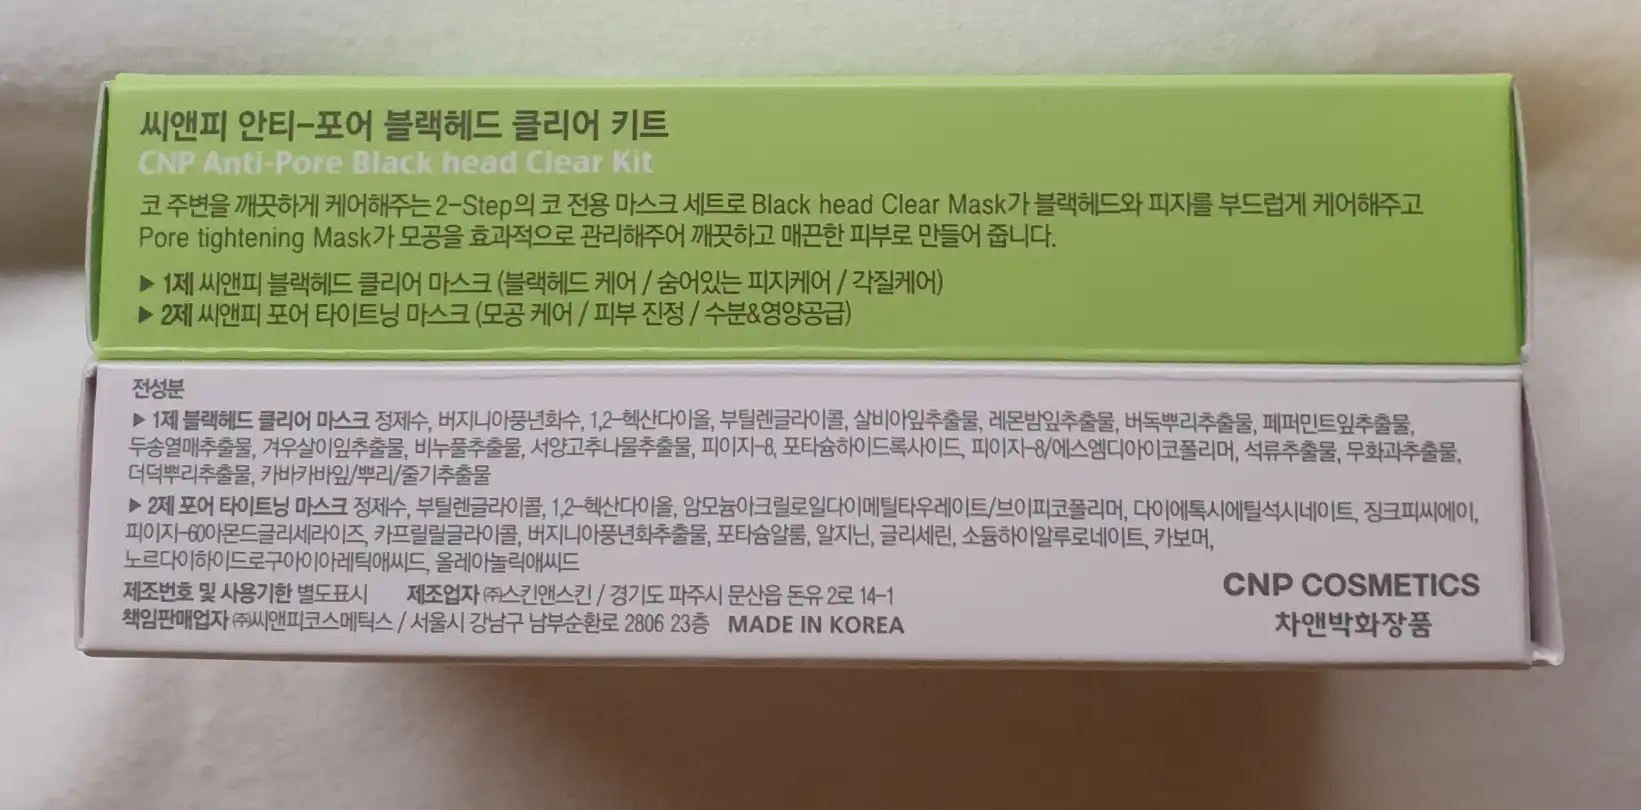 씨앤피 안티-포어 블랙헤드 클리어 키트
CNP Anti-Pore Black head Clear Kit
코 주변을 깨끗하게 케어해주는 2-Step의 코 전용 마스크 세트로 Black head Clear Mask가 블랙헤드와 피지를 부드럽게 케어해주고
Pore tightening Mask가 모공을 효과적으로 관리해주어 깨끗하고 매끈한 피부로 만들어 줍니다.
▶ 1제 씨앤피 블랙헤드 클리어 마스크 (블랙헤드 케어 / 숨어있는 피지케어 / 각질케어)
▶ 2제 씨앤피 포어 타이트닝 마스크 (모공 케어 / 피부 진정 / 수분&영양공급)
전성분
▶ 1제 블랙헤드 클리어 마스크 정제수, 버지니아풍년화수, 1,2-헥산다이올, 부틸렌글라이콜, 살비아잎추출물, 레몬밤잎추출물, 버독뿌리추출물, 페퍼민트잎추출물,
두송열매추출물, 겨우살이잎추출물, 비누풀추출물, 서양고추나물추출물, 피이지-8, 포타슘하이드록사이드, 피이지-8/에스엠디아이코폴리머, 석류추출물, 무화과추출물,
더덕뿌리추출물, 카바카바잎/뿌리/줄기추출물
▶ 2제 포어 타이트닝 마스크 정제수, 부틸렌글라이콜, 1,2-헥산다이올, 암모늄아크릴로일다이메틸타우레이트/브이피코폴리머, 다이에톡시에틸석시네이트, 징크피씨에이,
피이지-60아몬드글리세라이즈, 카프릴릴글라이콜, 버지니아풍년화추출물, 포타슘알룸, 알지닌, 글리세린, 소듐하이알루로네이트, 카보머,
노르다이하이드로구아이아레틱애씨드, 올레아놀릭애씨드
제조번호 및 사용기한 별도표시 제조업자 ㈜스킨앤스킨 / 경기도 파주시 문산읍 돈유 2로 14-1
책임판매업자 ㈜씨앤피코스메틱스 / 서울시 강남구 남부순환로 2806 23층 MADE IN KOREA
CNP COSMETICS
차앤박화장품